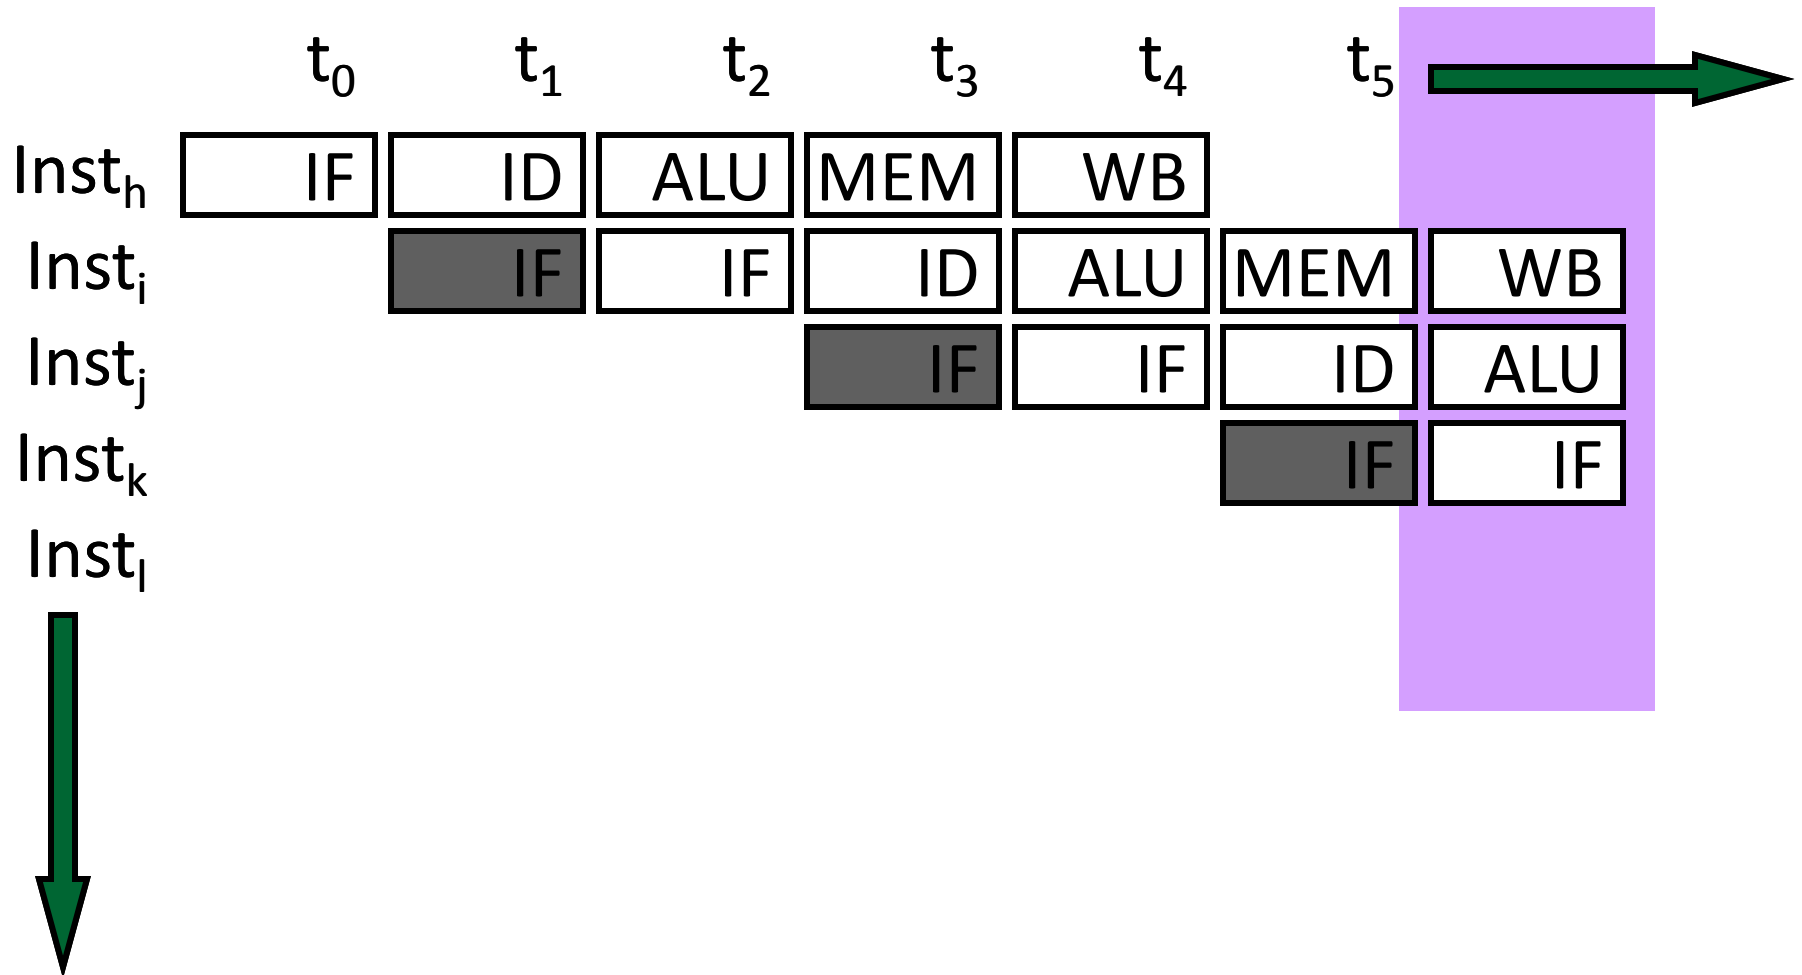 t₀ t₁ t₂ t₃ t₄ t₅
Instₕ IF ID ALU MEM WB
Instᵢ IF IF ID ALU MEM WB
Instⱼ IF IF ID ALU
Instₖ IF IF
Instₗ